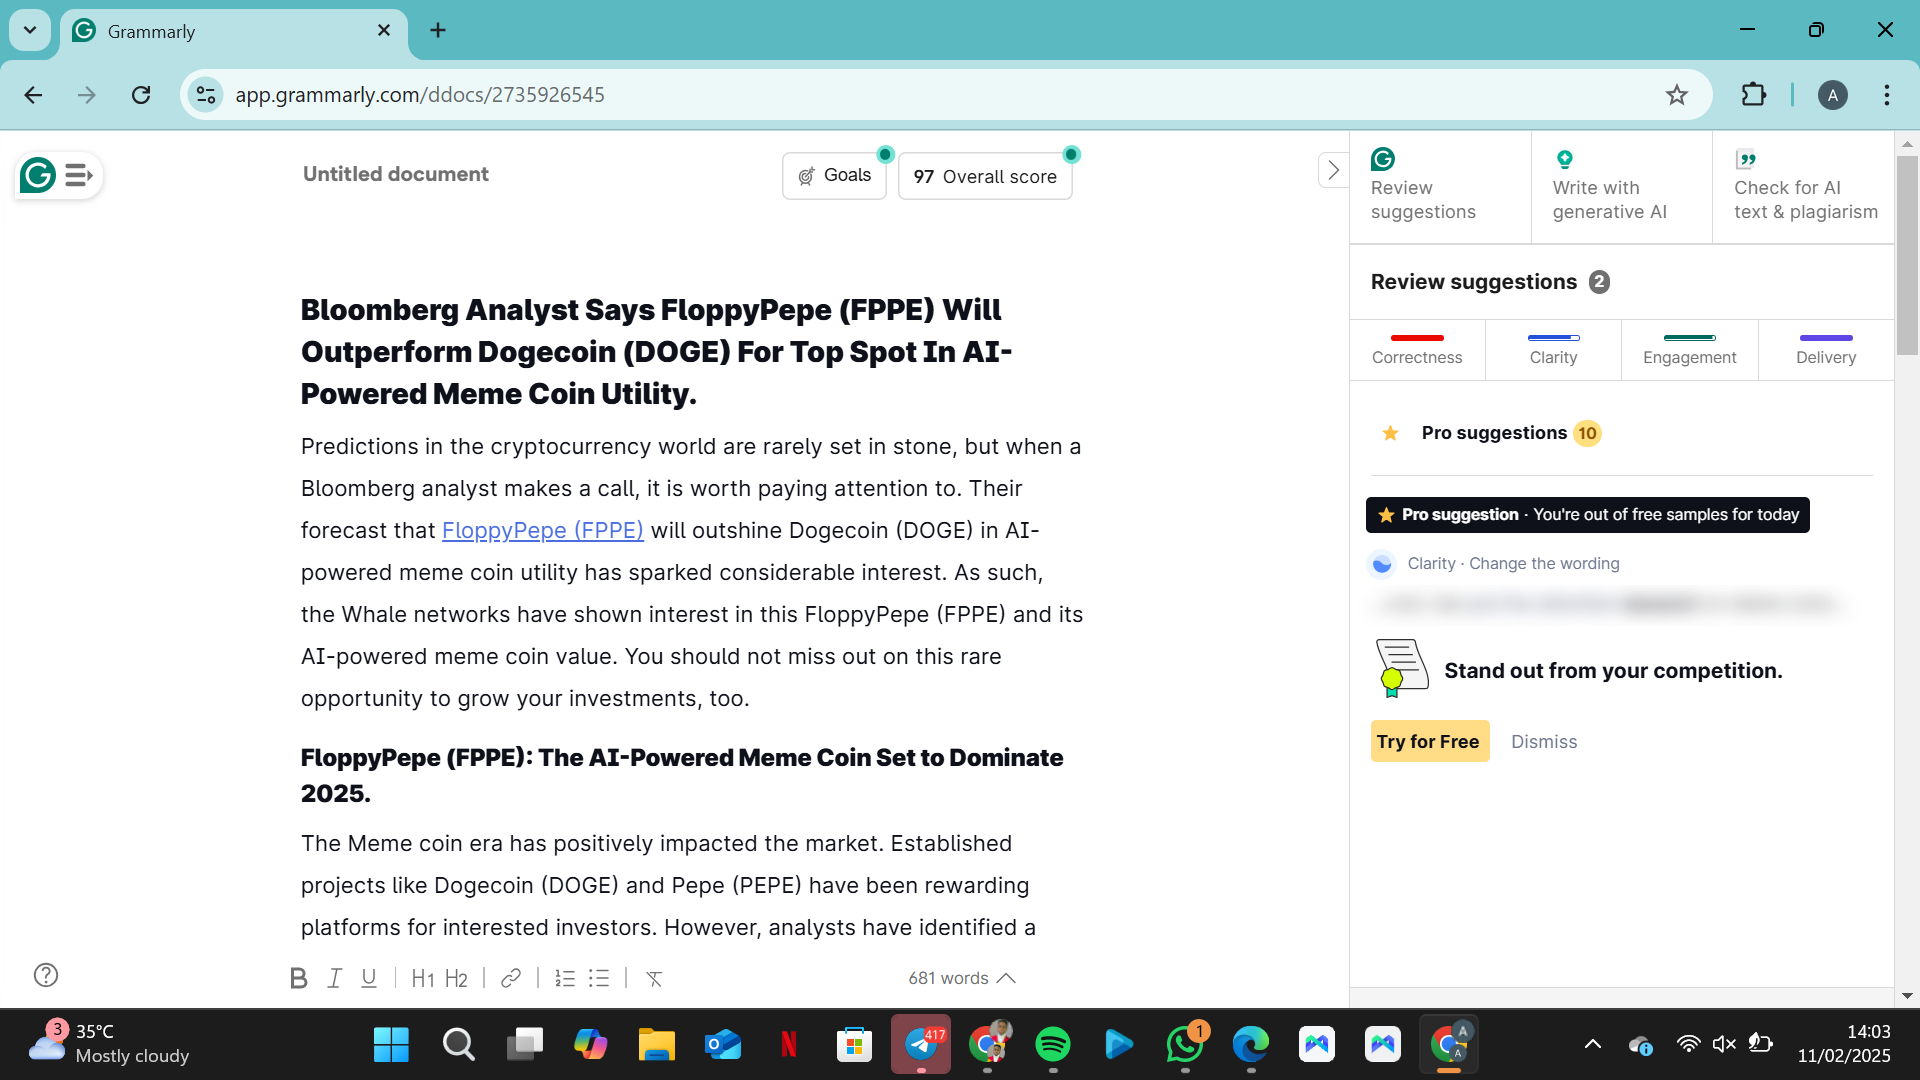 Grammarly
app.grammarly.com/ddocs/2735926545
A
Untitled document
Goals
97 Overall score
Review suggestions
Write with generative AI
Check for AI text & plagiarism
Bloomberg Analyst Says FloppyPepe (FPPE) Will
Outperform Dogecoin (DOGE) For Top Spot In AI-
Powered Meme Coin Utility.
Predictions in the cryptocurrency world are rarely set in stone, but when a
Bloomberg analyst makes a call, it is worth paying attention to. Their
forecast that FloppyPepe (FPPE) will outshine Dogecoin (DOGE) in AI-
powered meme coin utility has sparked considerable interest. As such,
the Whale networks have shown interest in this FloppyPepe (FPPE) and its
AI-powered meme coin value. You should not miss out on this rare
opportunity to grow your investments, too.
FloppyPepe (FPPE): The AI-Powered Meme Coin Set to Dominate
2025.
The Meme coin era has positively impacted the market. Established
projects like Dogecoin (DOGE) and Pepe (PEPE) have been rewarding
platforms for interested investors. However, analysts have identified a
B I U H1 H2
681 words
Review suggestions 2
Correctness
Clarity
Engagement
Delivery
Pro suggestions 10
Pro suggestion · You're out of free samples for today
Clarity · Change the wording
Stand out from your competition.
Try for Free
Dismiss
3
35°C
Mostly cloudy
417
1
A
A
14:03
11/02/2025